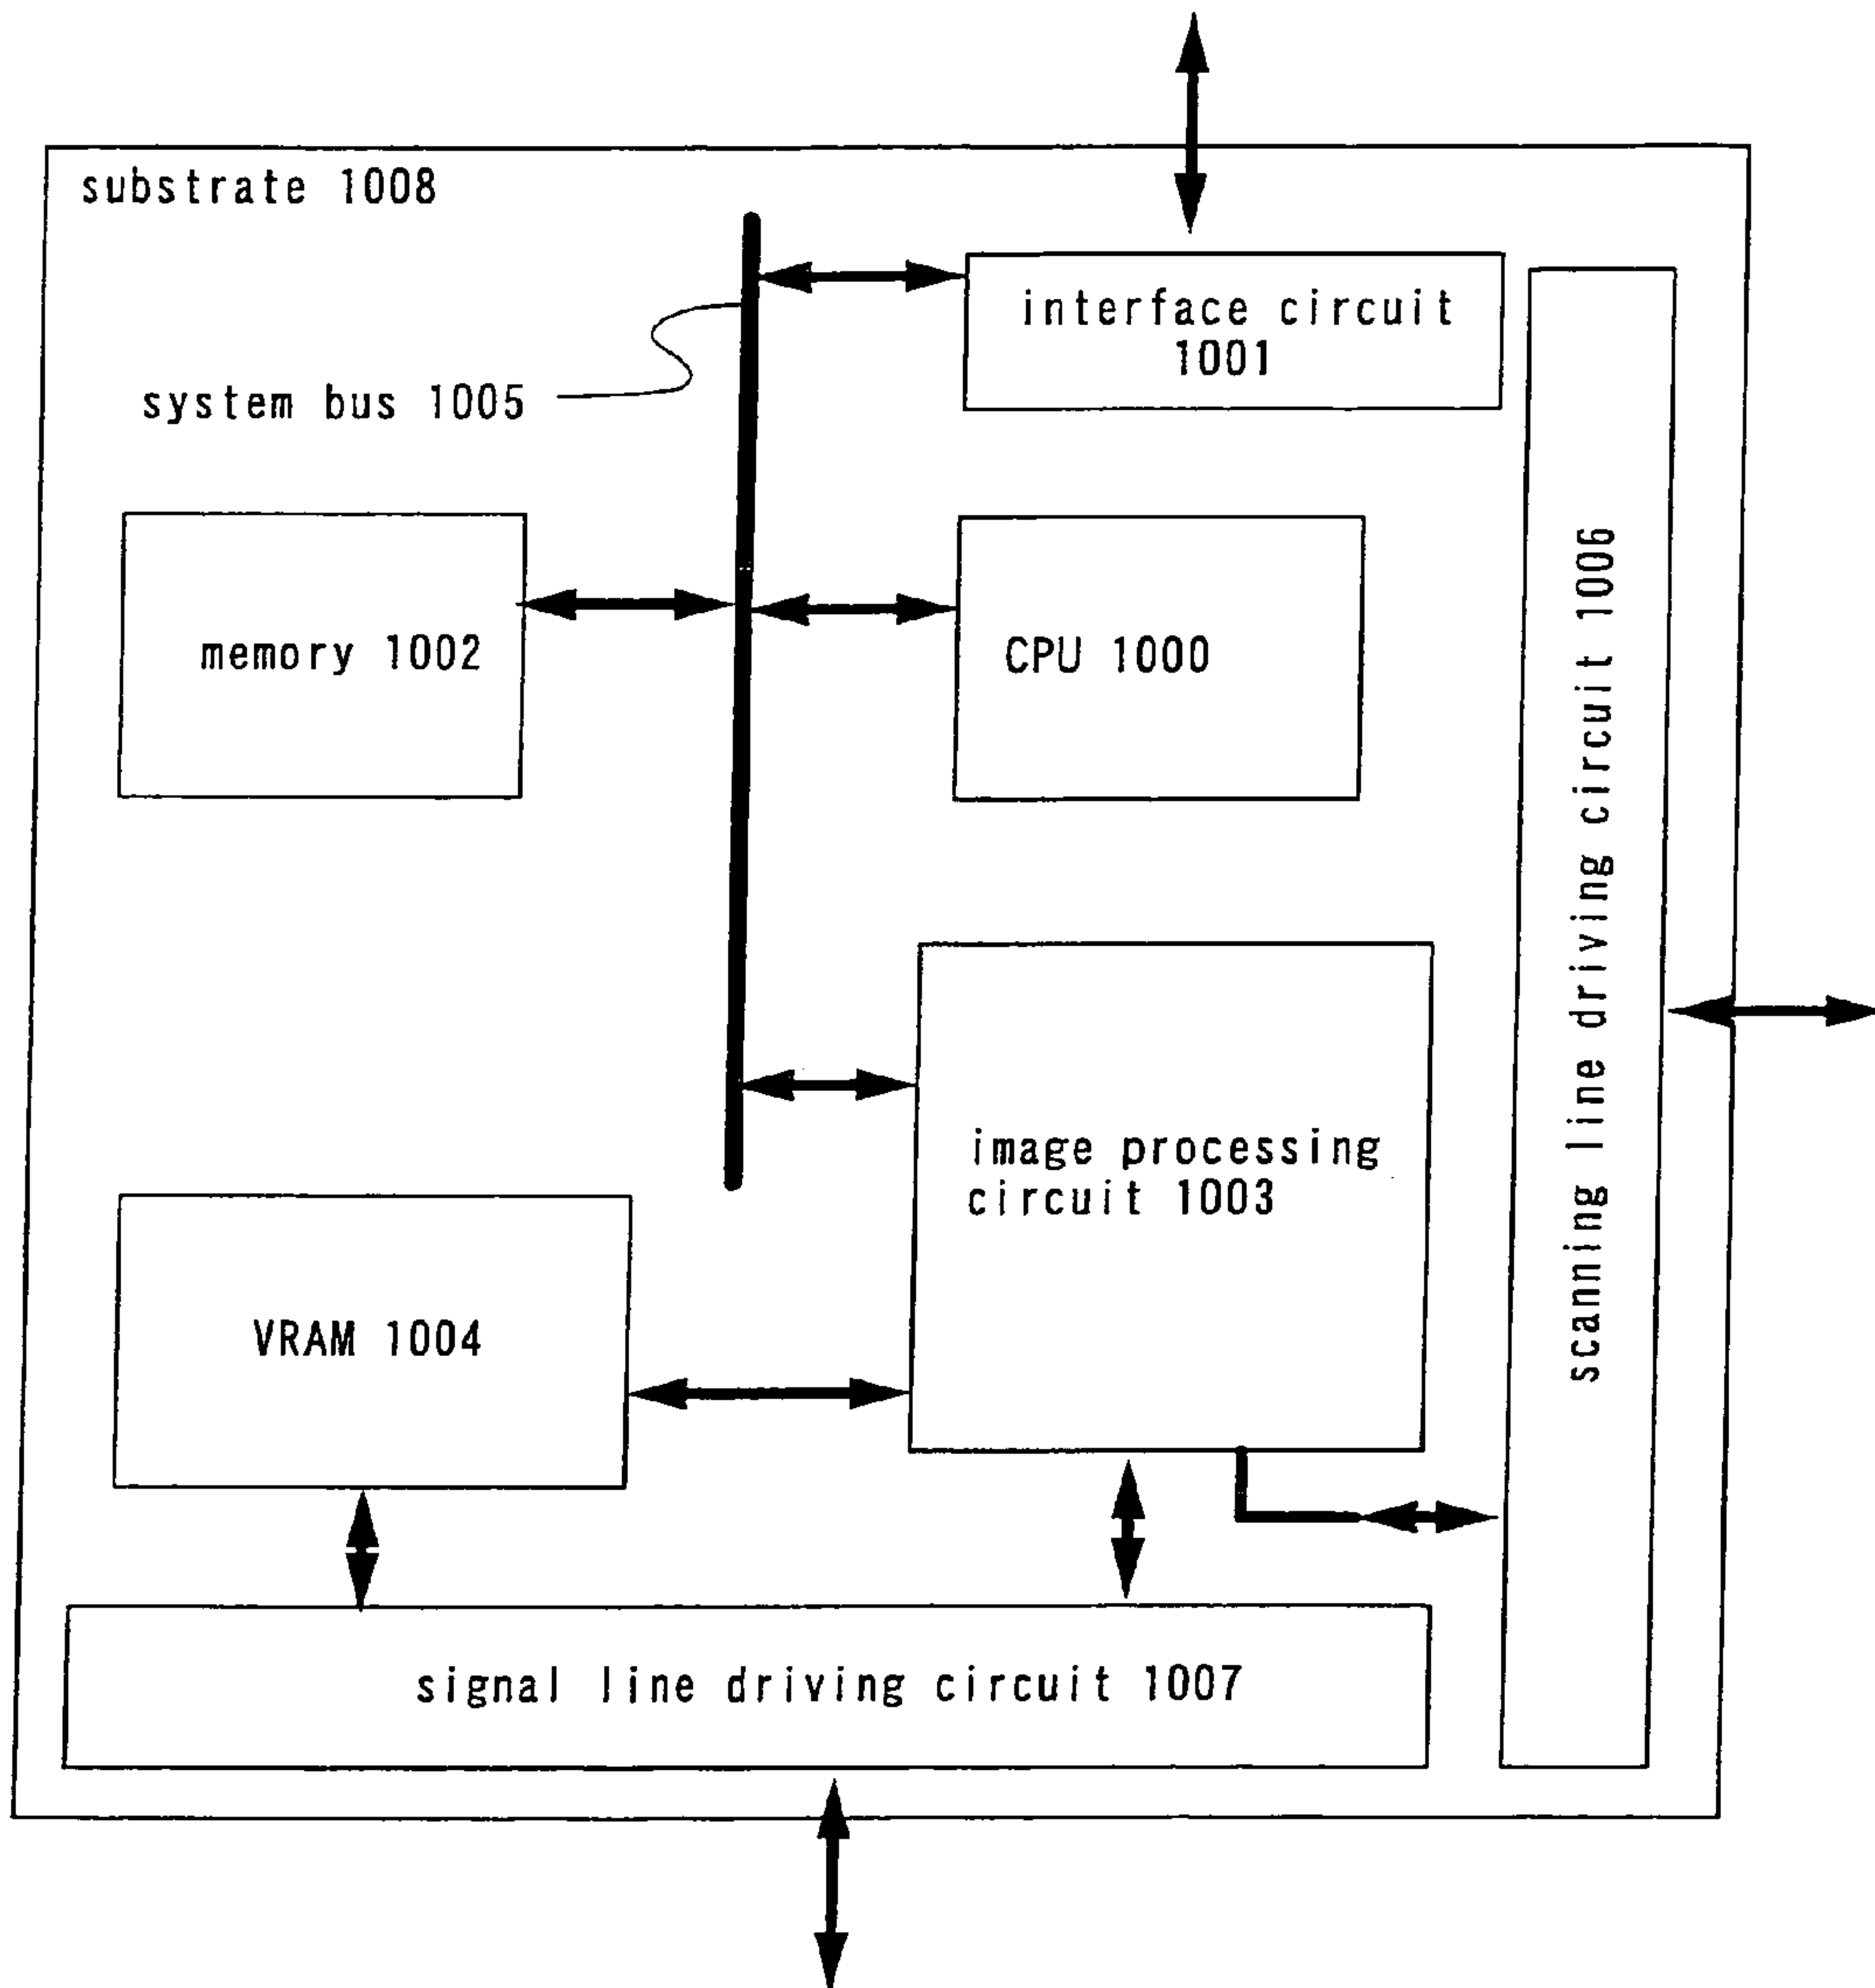 substrate 1008
interface circuit
1001
system bus 1005
memory 1002
CPU 1000
scanning line driving circuit 1006
image processing
circuit 1003
VRAM 1004
signal line driving circuit 1007